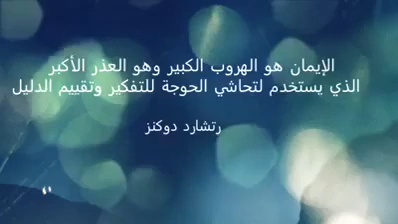 الإيمان هو الهروب الكبير وهو العذر الأكبر
الذي يستخدم لتحاشي الحوجة للتفكير وتقييم الدليل
رتشارد دوكنز